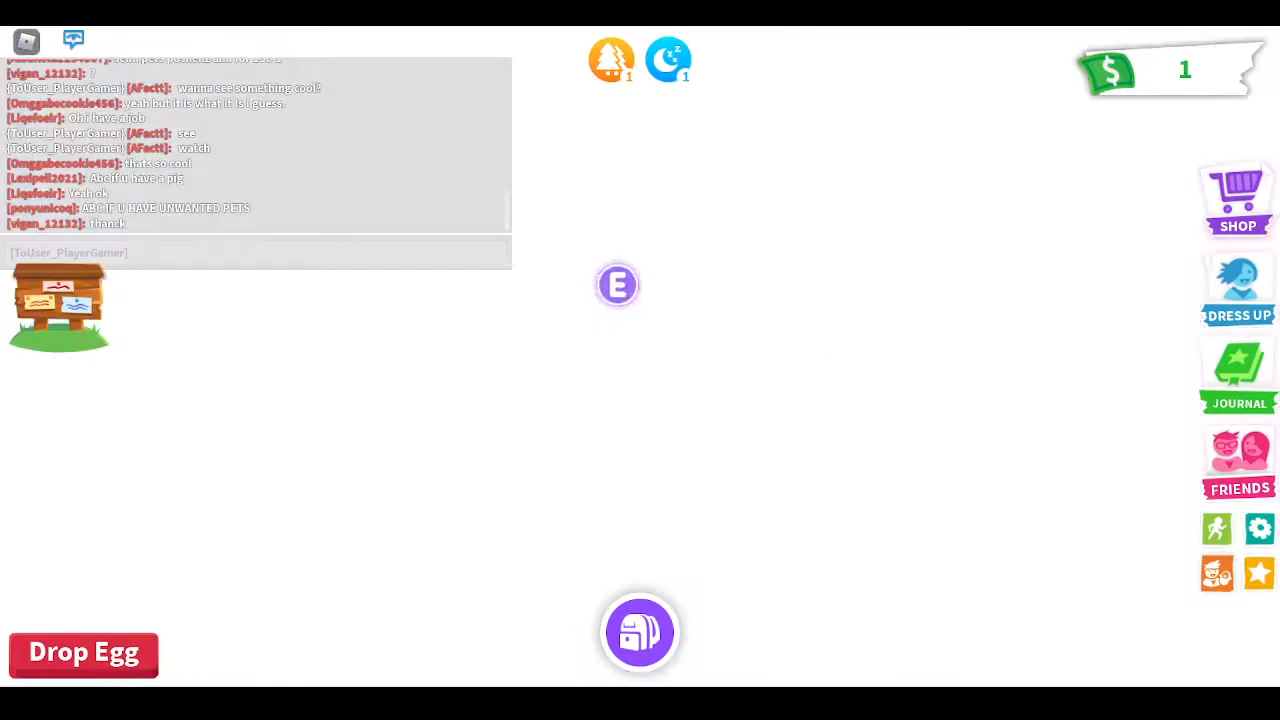 [vigan_12132]: ?
{ToUser_PlayerGamer} [AFactt]: wanna see something cool?
[Omggabecookie456]: yeah but it is what it is i guess.
[Liqefoeir]: Oh i have a job
{ToUser_PlayerGamer} [AFactt]: see
{ToUser_PlayerGamer} [AFactt]: watch
[Omggabecookie456]: thats so cool
[Lexipell2021]: Abc if u have a pig
[Liqefoeir]: Yeah ok
[ponyunicoq]: ABC IF U HAVE UNWANTED PETS
[vigan_12132]: thanck
[ToUser_PlayerGamer]
1
1
$ 1
SHOP
E
DRESS UP
JOURNAL
FRIENDS
Drop Egg